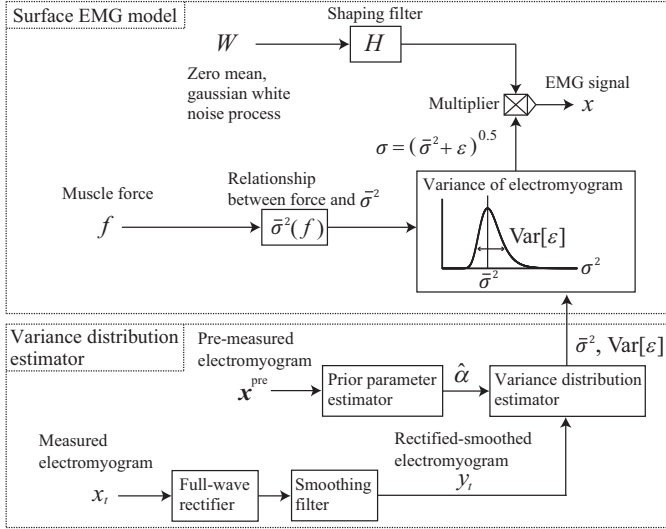 Surface EMG model
Shaping filter
W
H
Zero mean,
gaussian white
noise process
EMG signal
Multiplier
x
σ = (σ̄² + ε)^0.5
Muscle force
f
Relationship
between force and σ̄²
σ̄²(f)
Variance of electromyogram
Var[ε]
σ²
σ̄²
Variance distribution
estimator
σ̄², Var[ε]
Pre-measured
electromyogram
x^pre
Prior parameter
estimator
α̂
Variance distribution
estimator
Measured
electromyogram
x_t
Full-wave
rectifier
Smoothing
filter
Rectified-smoothed
electromyogram
y_t